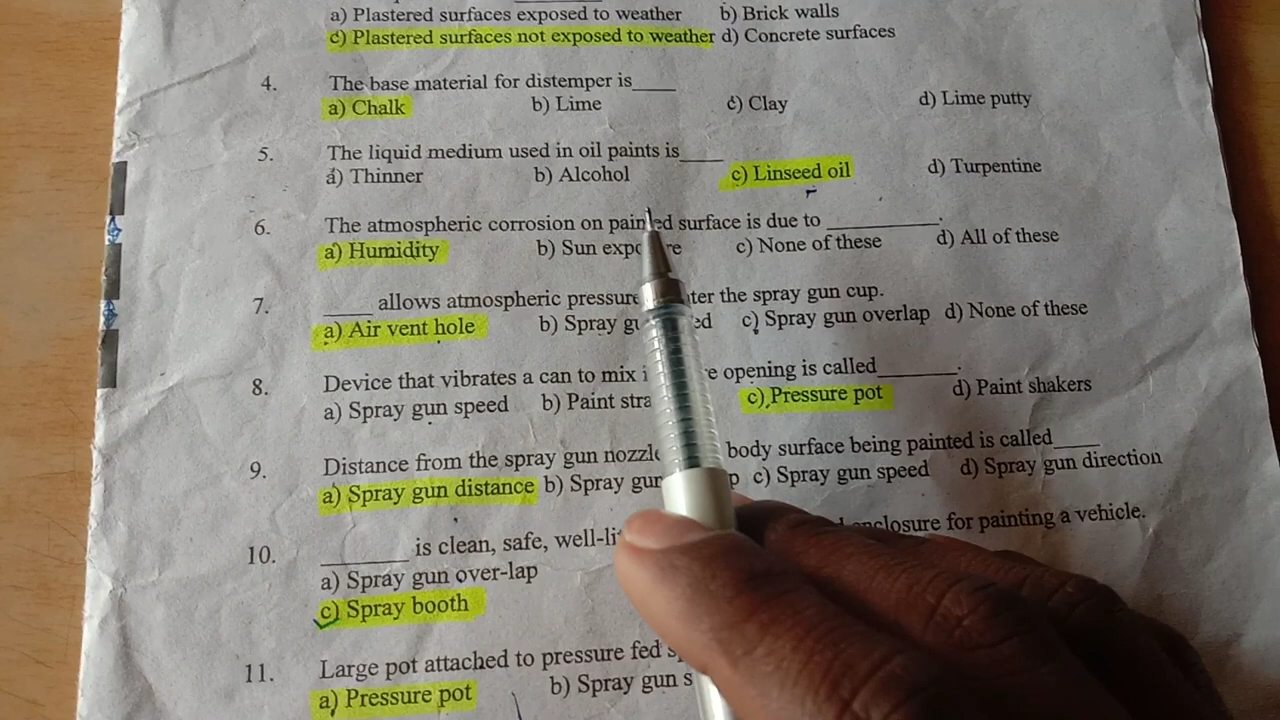 a) Plastered surfaces exposed to weather b) Brick walls
c) Plastered surfaces not exposed to weather d) Concrete surfaces
4. The base material for distemper is____
a) Chalk b) Lime c) Clay d) Lime putty
5. The liquid medium used in oil paints is____
a) Thinner b) Alcohol c) Linseed oil d) Turpentine
6. The atmospheric corrosion on painted surface is due to __________.
a) Humidity b) Sun c) None of these d) All of these
7. ____ allows atmospheric pressure the spray gun cup.
a) Air vent hole b) Spray c) Spray gun overlap d) None of these
8. Device that vibrates a can to mix opening is called_______.
a) Spray gun speed b) Paint c) Pressure pot d) Paint shakers
9. Distance from the spray gun body surface being painted is called____
a) Spray gun distance b) Spray c) Spray gun speed d) Spray gun direction
10. _______ is clean, safe, enclosure for painting a vehicle.
a) Spray gun over-lap
c) Spray booth
11. Large pot attached to pressure fed
a) Pressure pot b) Spray gun